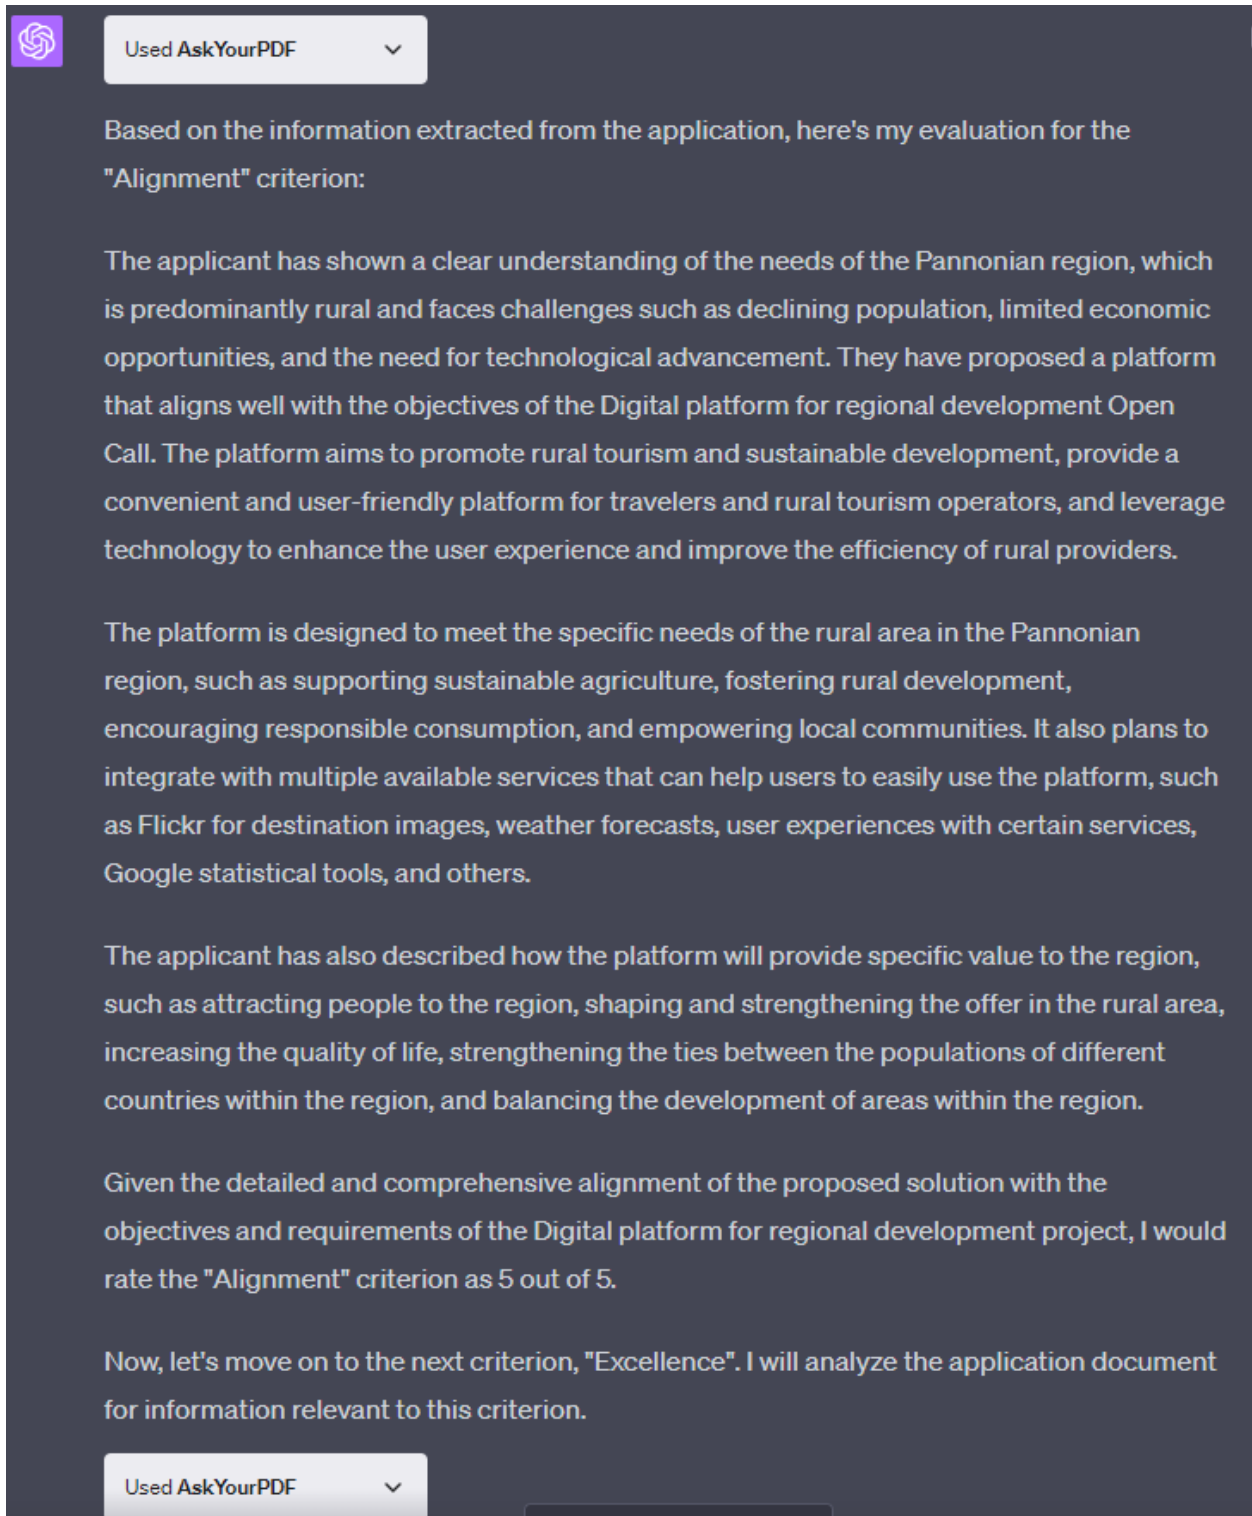 Used AskYourPDF
Based on the information extracted from the application, here's my evaluation for the
"Alignment" criterion:
The applicant has shown a clear understanding of the needs of the Pannonian region, which
is predominantly rural and faces challenges such as declining population, limited economic
opportunities, and the need for technological advancement. They have proposed a platform
that aligns well with the objectives of the Digital platform for regional development Open
Call. The platform aims to promote rural tourism and sustainable development, provide a
convenient and user-friendly platform for travelers and rural tourism operators, and leverage
technology to enhance the user experience and improve the efficiency of rural providers.
The platform is designed to meet the specific needs of the rural area in the Pannonian
region, such as supporting sustainable agriculture, fostering rural development,
encouraging responsible consumption, and empowering local communities. It also plans to
integrate with multiple available services that can help users to easily use the platform, such
as Flickr for destination images, weather forecasts, user experiences with certain services,
Google statistical tools, and others.
The applicant has also described how the platform will provide specific value to the region,
such as attracting people to the region, shaping and strengthening the offer in the rural area,
increasing the quality of life, strengthening the ties between the populations of different
countries within the region, and balancing the development of areas within the region.
Given the detailed and comprehensive alignment of the proposed solution with the
objectives and requirements of the Digital platform for regional development project, I would
rate the "Alignment" criterion as 5 out of 5.
Now, let's move on to the next criterion, "Excellence". I will analyze the application document
for information relevant to this criterion.
Used AskYourPDF